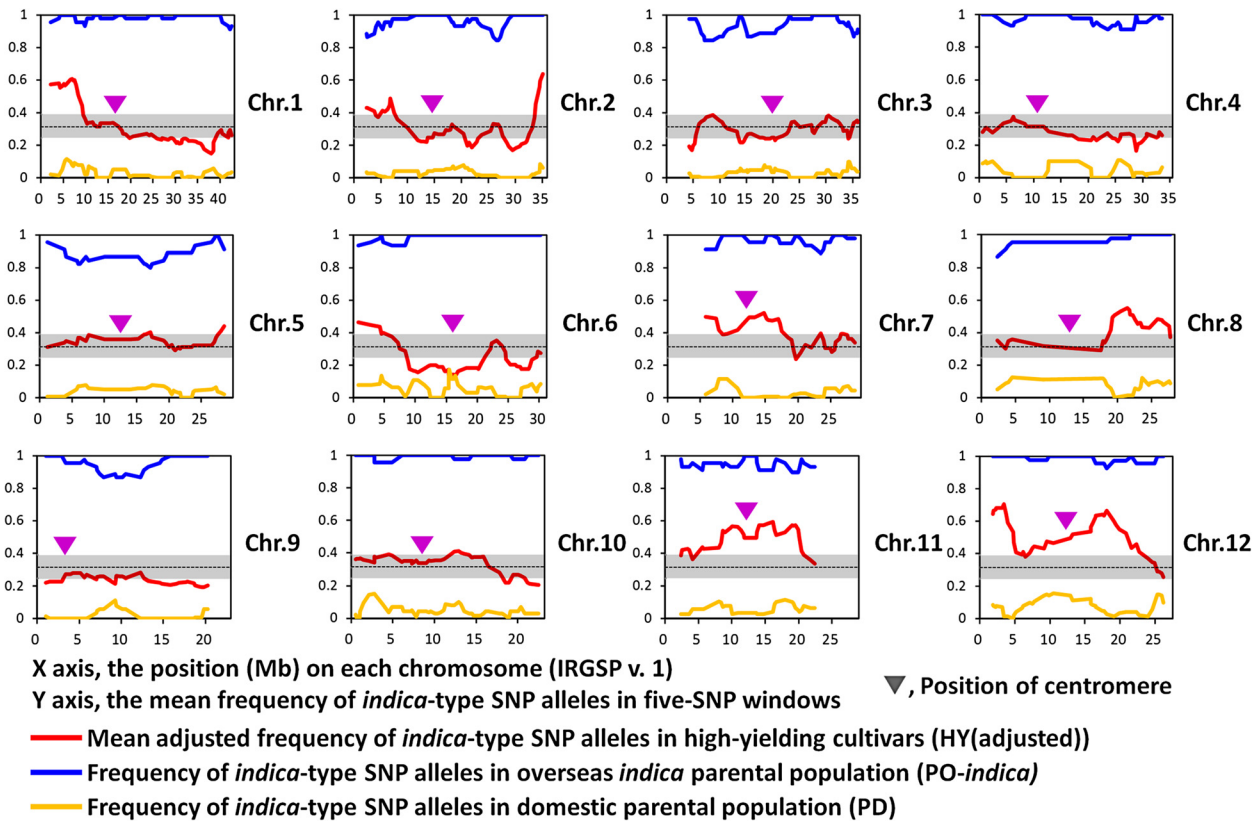 1
0.8
0.6
0.4
0.2
0
0 5 10 15 20 25 30 35 40
Chr.1
1
0.8
0.6
0.4
0.2
0
0 5 10 15 20 25 30 35
Chr.2
1
0.8
0.6
0.4
0.2
0
0 5 10 15 20 25 30 35
Chr.3
1
0.8
0.6
0.4
0.2
0
0 5 10 15 20 25 30 35
Chr.4
1
0.8
0.6
0.4
0.2
0
0 5 10 15 20 25
Chr.5
1
0.8
0.6
0.4
0.2
0
0 5 10 15 20 25 30
Chr.6
1
0.8
0.6
0.4
0.2
0
0 5 10 15 20 25
Chr.7
1
0.8
0.6
0.4
0.2
0
0 5 10 15 20 25
Chr.8
1
0.8
0.6
0.4
0.2
0
0 5 10 15 20
Chr.9
1
0.8
0.6
0.4
0.2
0
0 5 10 15 20
Chr.10
1
0.8
0.6
0.4
0.2
0
0 5 10 15 20 25
Chr.11
1
0.8
0.6
0.4
0.2
0
0 5 10 15 20 25
Chr.12
X axis, the position (Mb) on each chromosome (IRGSP v. 1)
Y axis, the mean frequency of indica-type SNP alleles in five-SNP windows
, Position of centromere
Mean adjusted frequency of indica-type SNP alleles in high-yielding cultivars (HY(adjusted))
Frequency of indica-type SNP alleles in overseas indica parental population (PO-indica)
Frequency of indica-type SNP alleles in domestic parental population (PD)